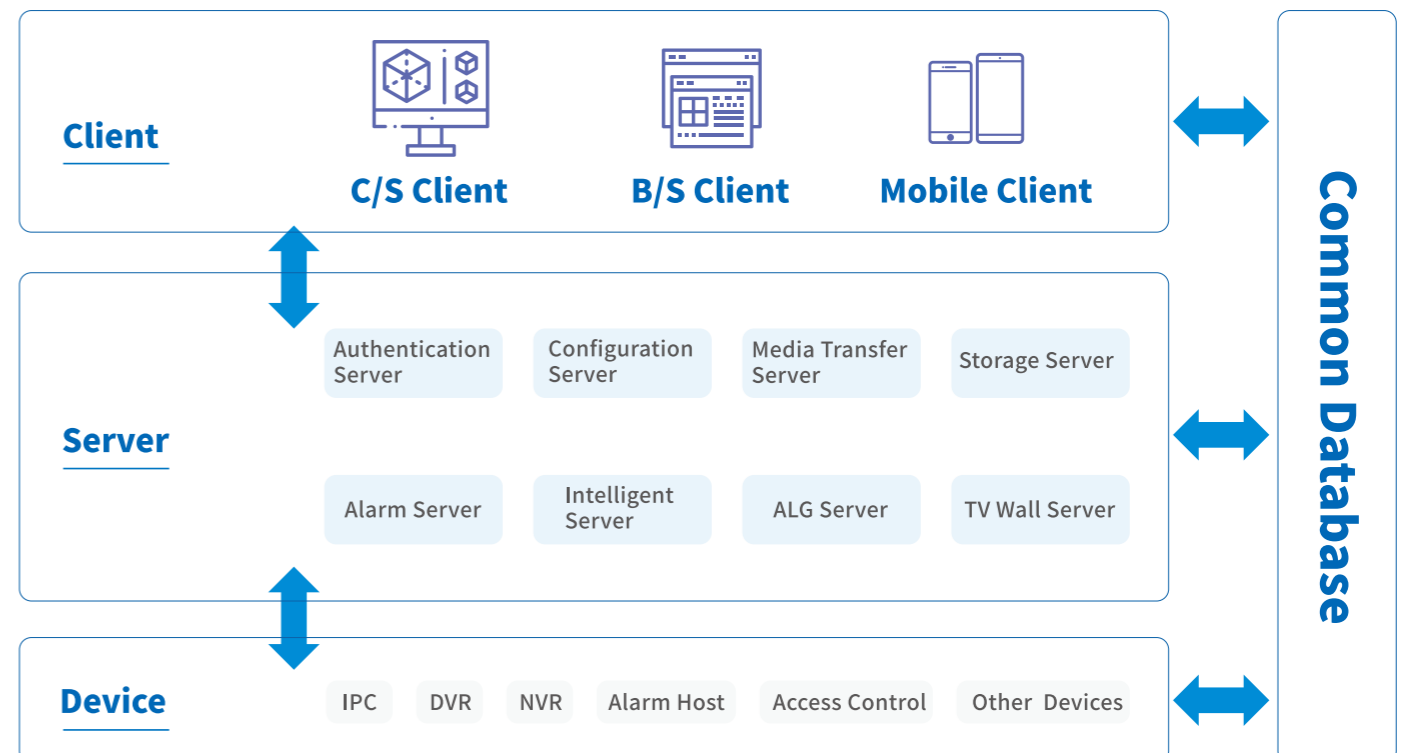 Client
C/S Client
B/S Client
Mobile Client
Server
Authentication
Server
Configuration
Server
Media Transfer
Server
Storage Server
Alarm Server
Intelligent
Server
ALG Server
TV Wall Server
Device
IPC
DVR
NVR
Alarm Host
Access Control
Other Devices
Common Database